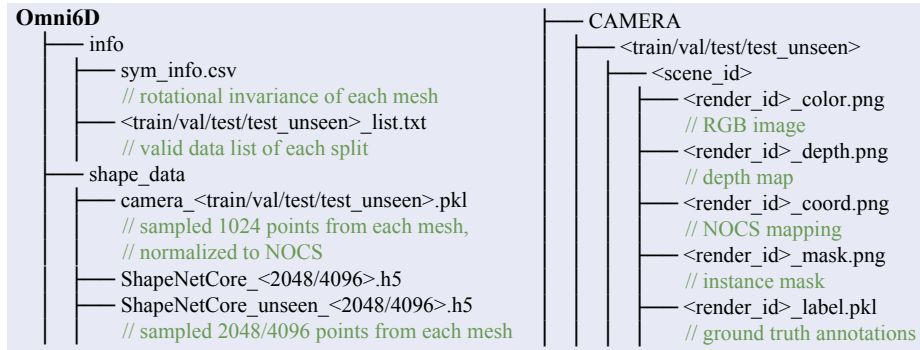 Omni6D
info
sym_info.csv
// rotational invariance of each mesh
<train/val/test/test_unseen>_list.txt
// valid data list of each split
shape_data
camera_<train/val/test/test_unseen>.pkl
// sampled 1024 points from each mesh,
// normalized to NOCS
ShapeNetCore_<2048/4096>.h5
ShapeNetCore_unseen_<2048/4096>.h5
// sampled 2048/4096 points from each mesh
CAMERA
<train/val/test/test_unseen>
<scene_id>
<render_id>_color.png
// RGB image
<render_id>_depth.png
// depth map
<render_id>_coord.png
// NOCS mapping
<render_id>_mask.png
// instance mask
<render_id>_label.pkl
// ground truth annotations